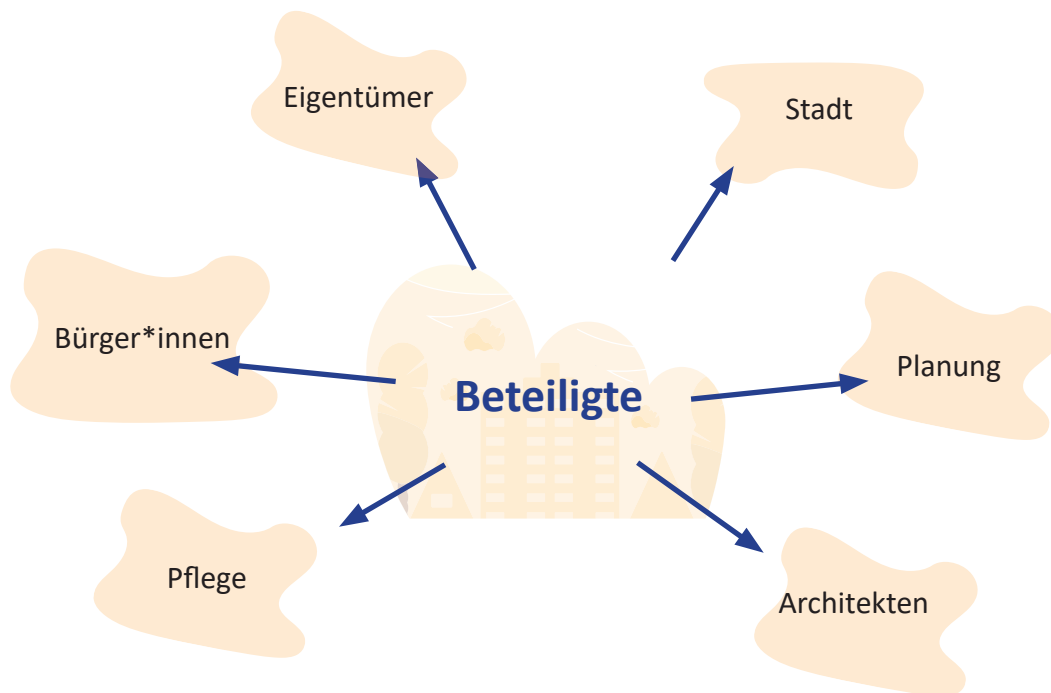 Eigentümer
Stadt
Bürger*innen
Planung
Beteiligte
Pflege
Architekten